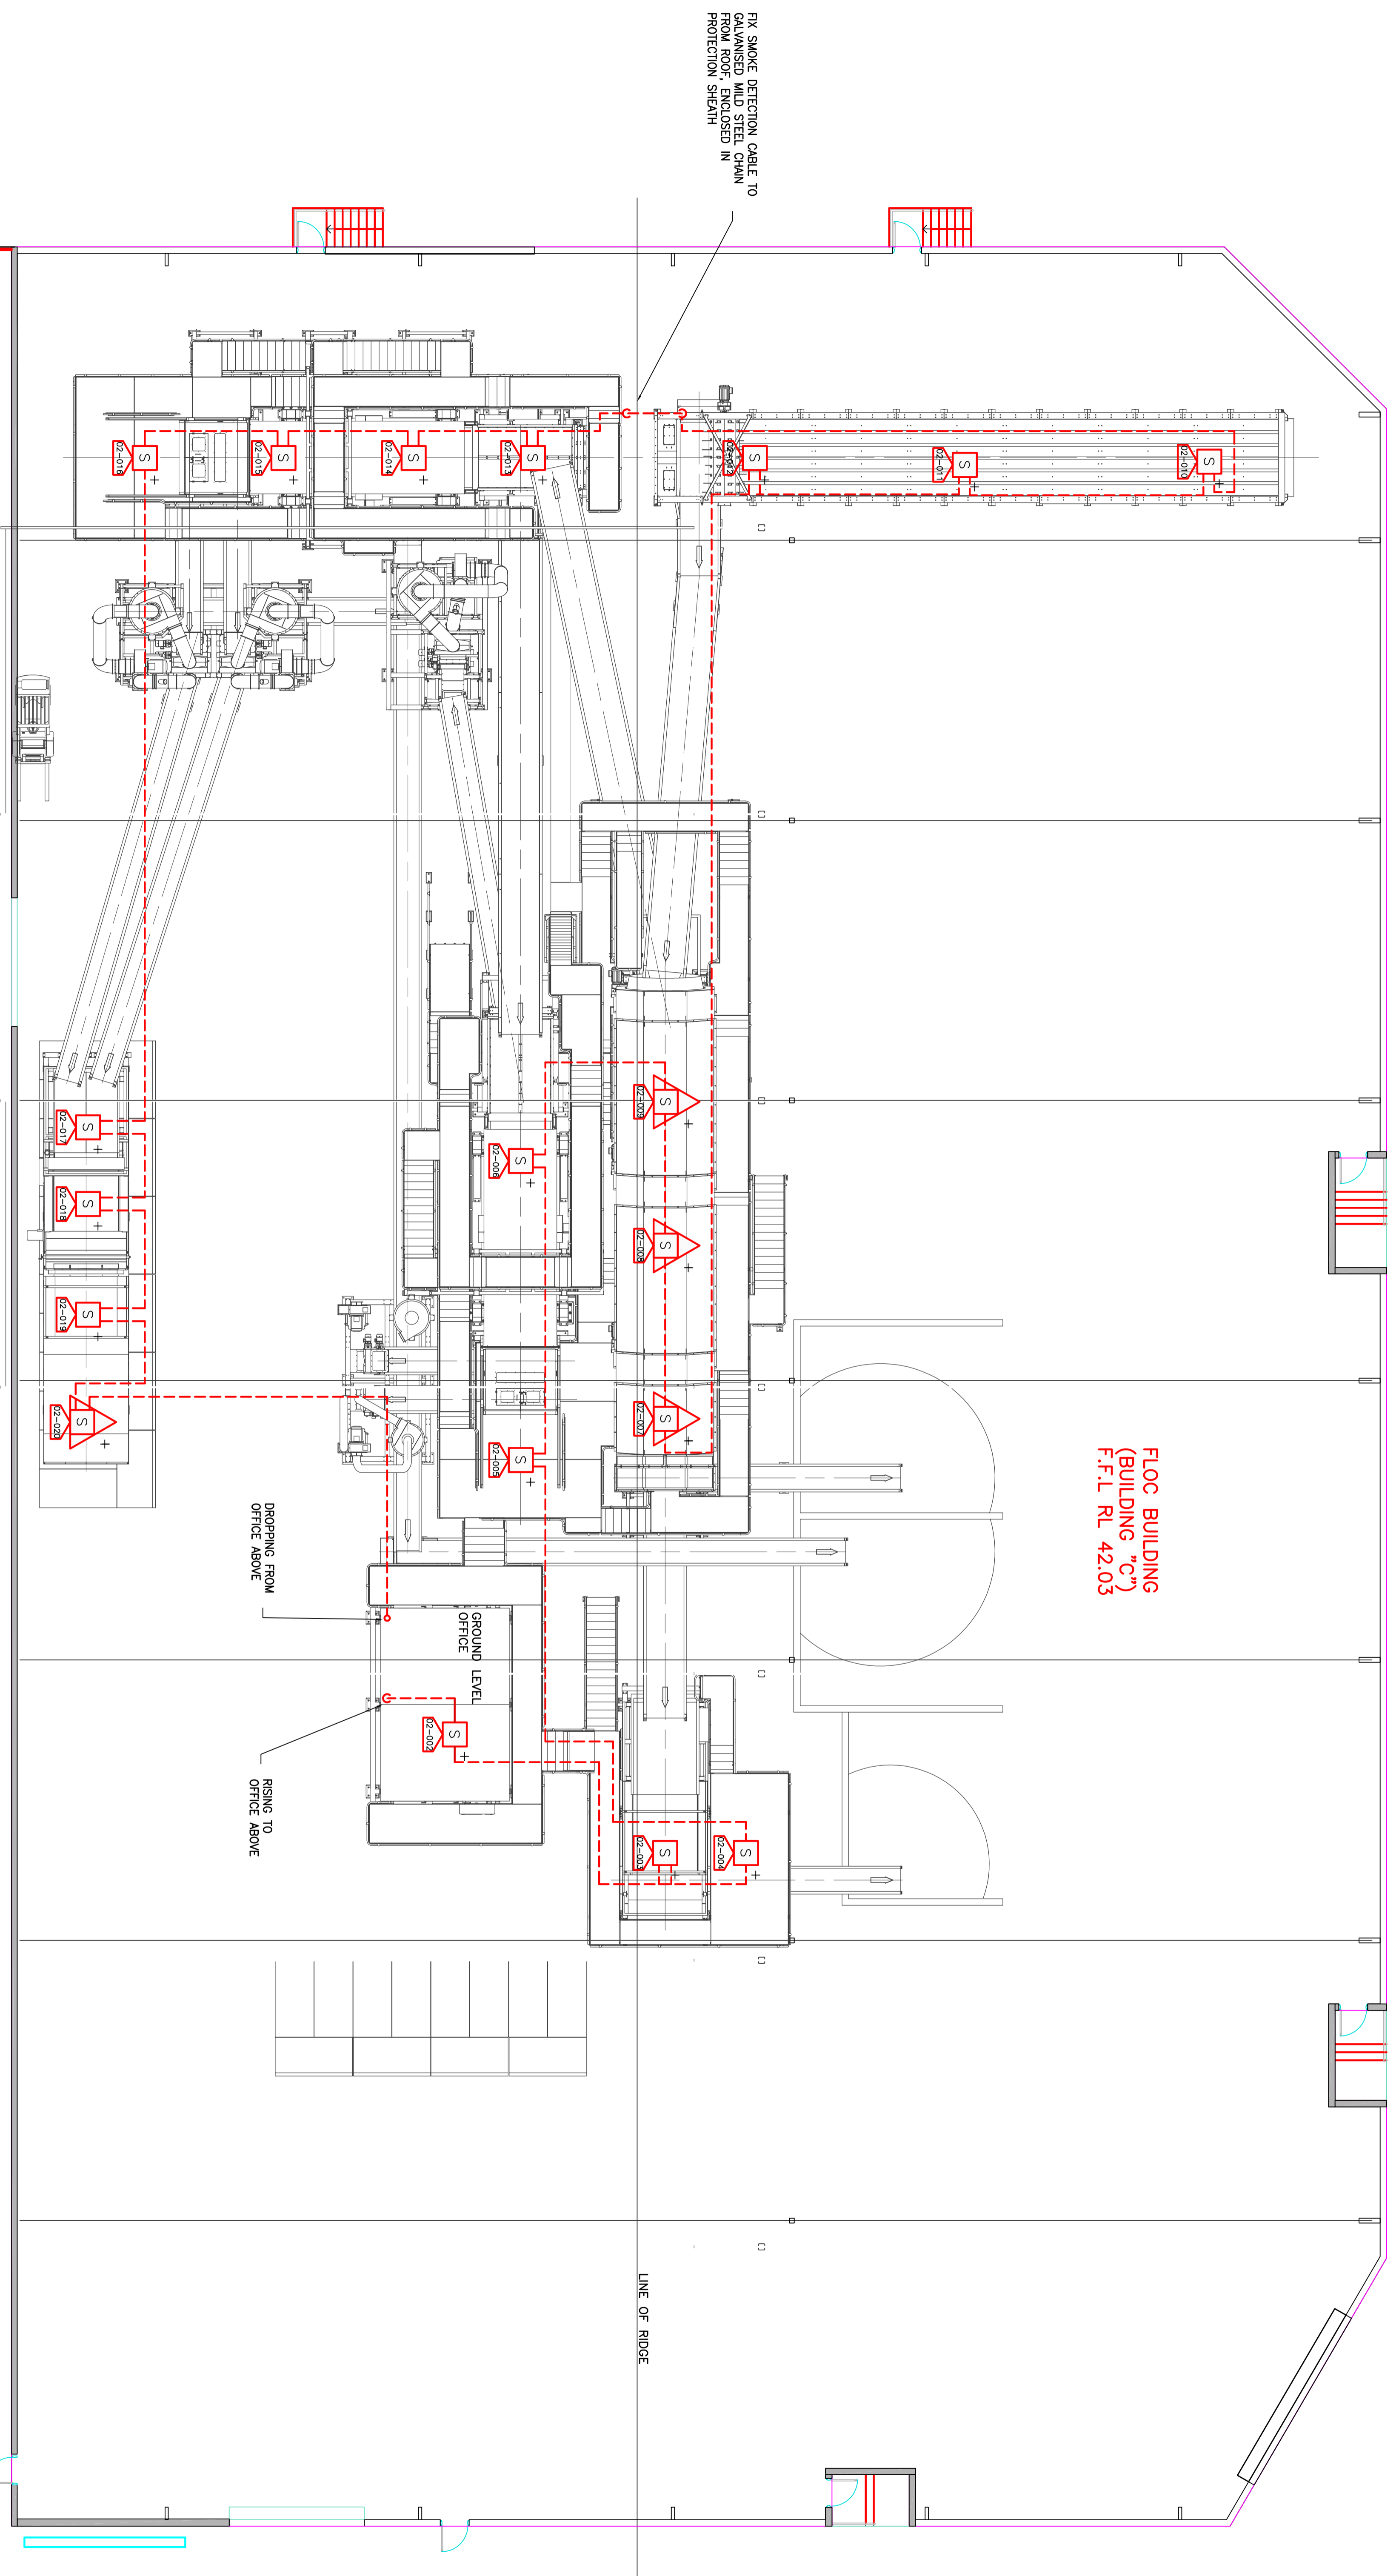 02-010
FLOC BUILDING
(BUILDING "C")
F.F.L RL 42.03
02-011
FIX SMOKE DETECTION CABLE TO
GALVANISED MILD STEEL CHAIN
FROM ROOF, ENCLOSED IN
PROTECTION SHEATH
S
S
S
S
02-004
S
02-009
S
02-008
S
02-007
S
02-003
LINE OF RIDGE
S
02-013
S
02-006
S
02-005
GROUND LEVEL
OFFICE
S
02-002
S
02-014
S
02-015
DROPPING FROM
OFFICE ABOVE
RISING TO
OFFICE ABOVE
S
02-016
S
02-017
S
02-018
S
02-019
S
02-020